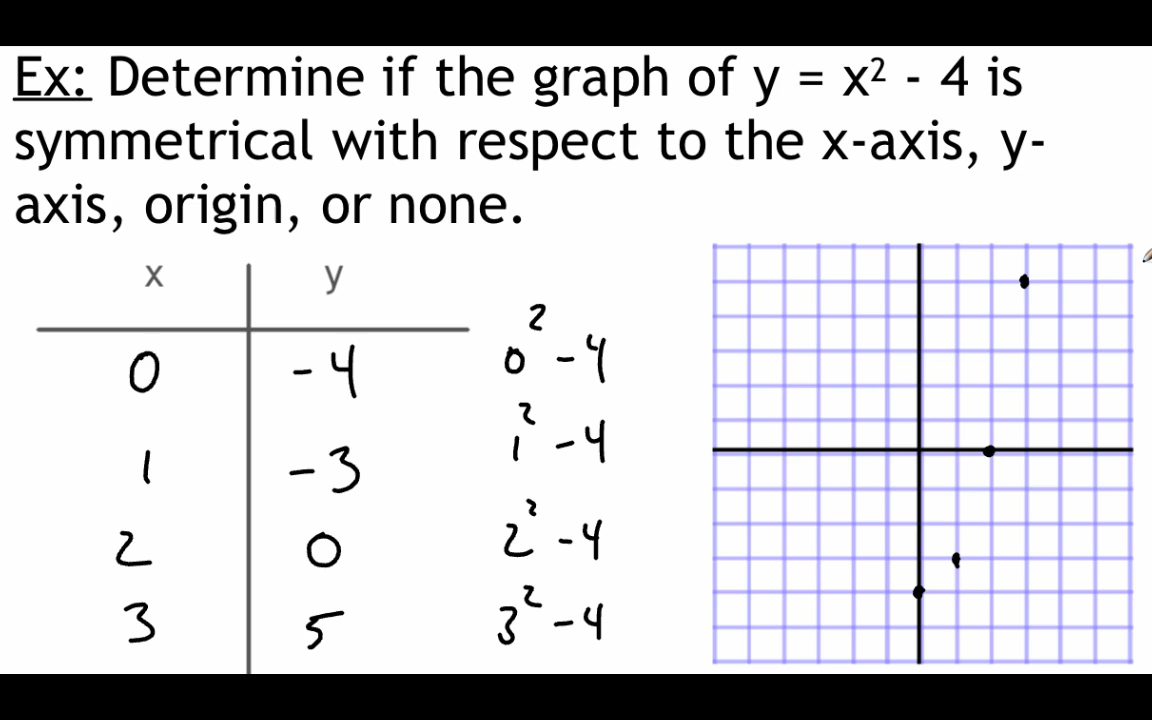 Ex: Determine if the graph of y = x² - 4 is
symmetrical with respect to the x-axis, y-
axis, origin, or none.
x y
0 -4 0² -4
1 -3 1² -4
2 0 2² -4
3 5 3² -4